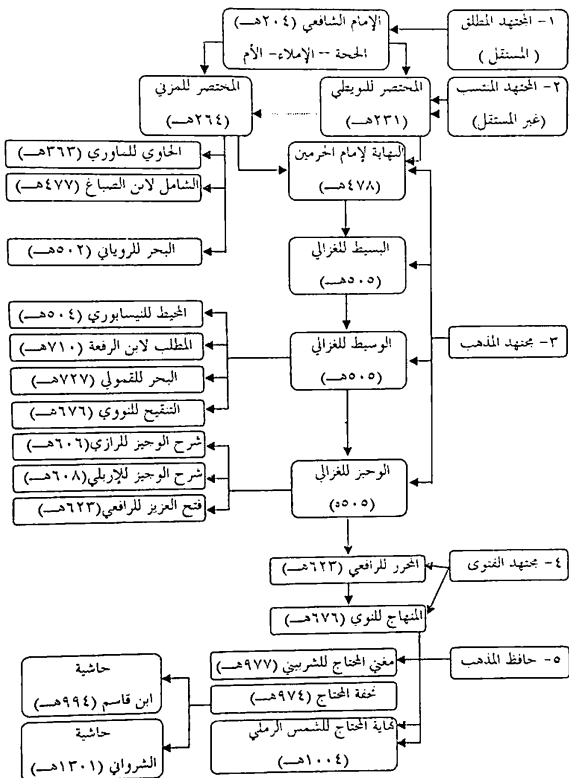 ١- المجتهد المطلق
(المستقل)
الإمام الشافعي (٢٠٤هـ)
الحجة -- الإملاء- الأم
٢- المجتهد المنتسب
(غير المستقل)
المختصر للبويطي
(٢٣١هـ)
المختصر للمزني
(٢٦٤هـ)
النهاية لإمام الحرمين
(٤٧٨هـ)
الحاوي للماوردي (٣٦٣هـ)
الشامل لابن الصباغ (٤٧٧هـ)
البحر للروياني (٥٠٢هـ)
البسيط للغزالي
(٥٠٥هـ)
٣- مجتهد المذهب
الوسيط للغزالي
(٥٠٥هـ)
المحيط للنيسابوري (٥٠٤هـ)
المطلب لابن الرفعة (٧١٠هـ)
البحر للقمولي (٧٢٧هـ)
التنقيح للنووي (٦٧٦هـ)
الوجيز للغزالي
(٥٠٥ه)
شرح الوجيز للرازي(٦٠٦هـ)
شرح الوجيز للإربلي (٦٠٨هـ)
فتح العزيز للرافعي(٦٢٣هـ)
٤- مجتهد الفتوى
المحرر للرافعي (٦٢٣هـ)
المنهاج للنوي (٦٧٦هـ)
٥- حافظ المذهب
مغني المحتاج للشربيني (٩٧٧هـ)
تحفة المحتاج (٩٧٤هـ)
نهاية المحتاج للشمس الرملي
(١٠٠٤هـ)
حاشية
ابن قاسم (٩٩٤هـ)
حاشية
الشرواني (١٣٠١هـ)